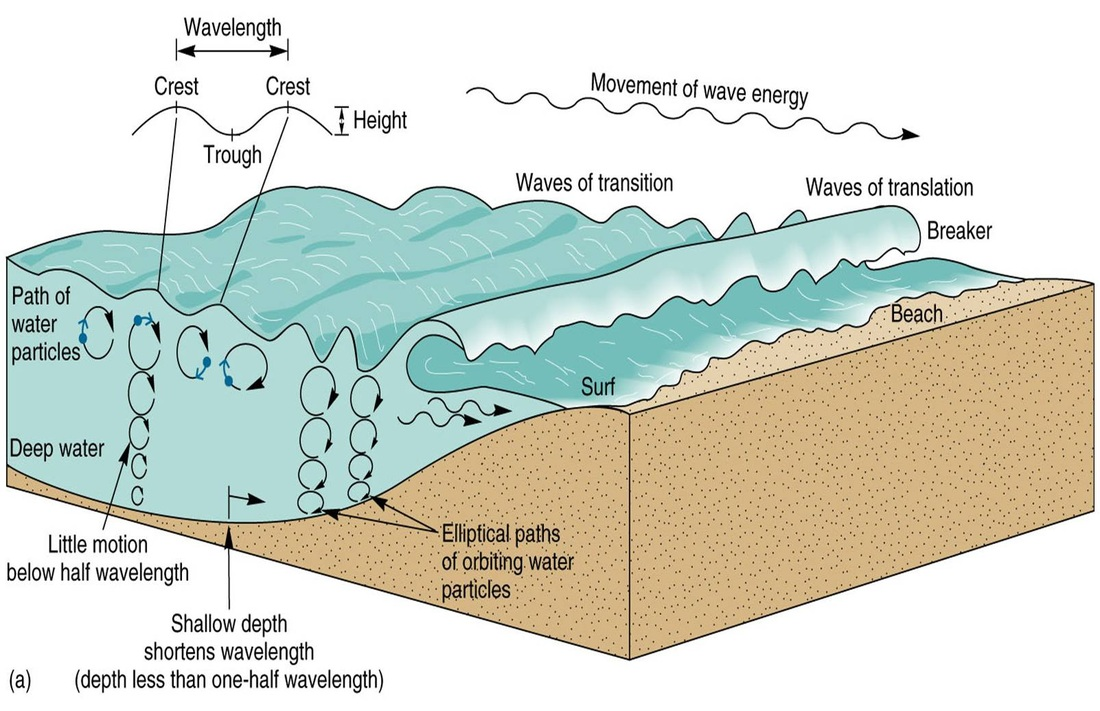 Wavelength
Crest
Crest
Height
Trough
Movement of wave energy
Waves of transition
Waves of translation
Breaker
Path of
water
particles
Beach
Surf
Deep water
Little motion
below half wavelength
Elliptical paths
of orbiting water
particles
Shallow depth
shortens wavelength
(a) (depth less than one-half wavelength)